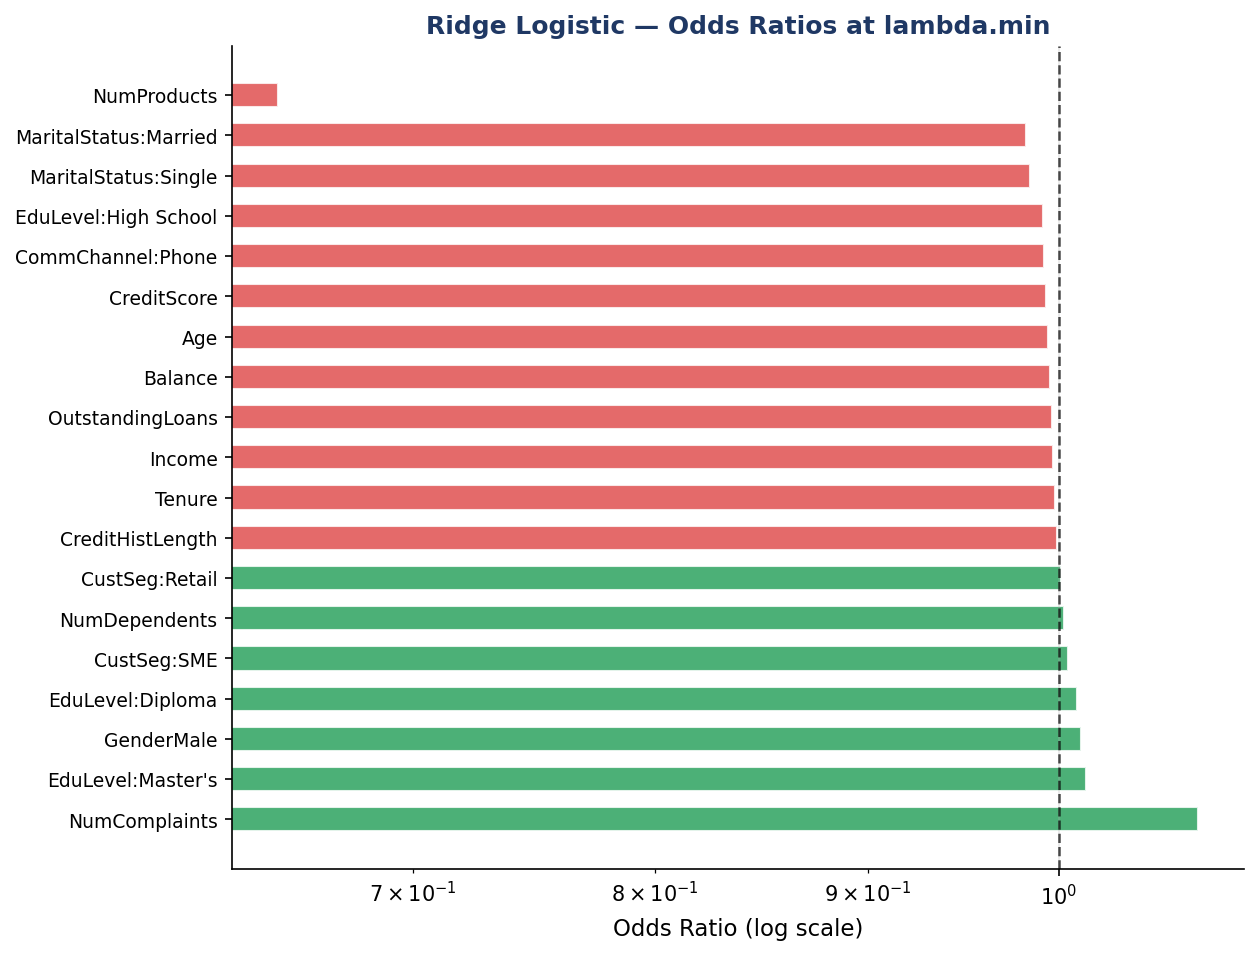 Ridge Logistic — Odds Ratios at lambda.min
NumProducts
MaritalStatus:Married
MaritalStatus:Single
EduLevel:High School
CommChannel:Phone
CreditScore
Age
Balance
OutstandingLoans
Income
Tenure
CreditHistLength
CustSeg:Retail
NumDependents
CustSeg:SME
EduLevel:Diploma
GenderMale
EduLevel:Master's
NumComplaints
7 × 10⁻¹ 8 × 10⁻¹ 9 × 10⁻¹ 10⁰
Odds Ratio (log scale)